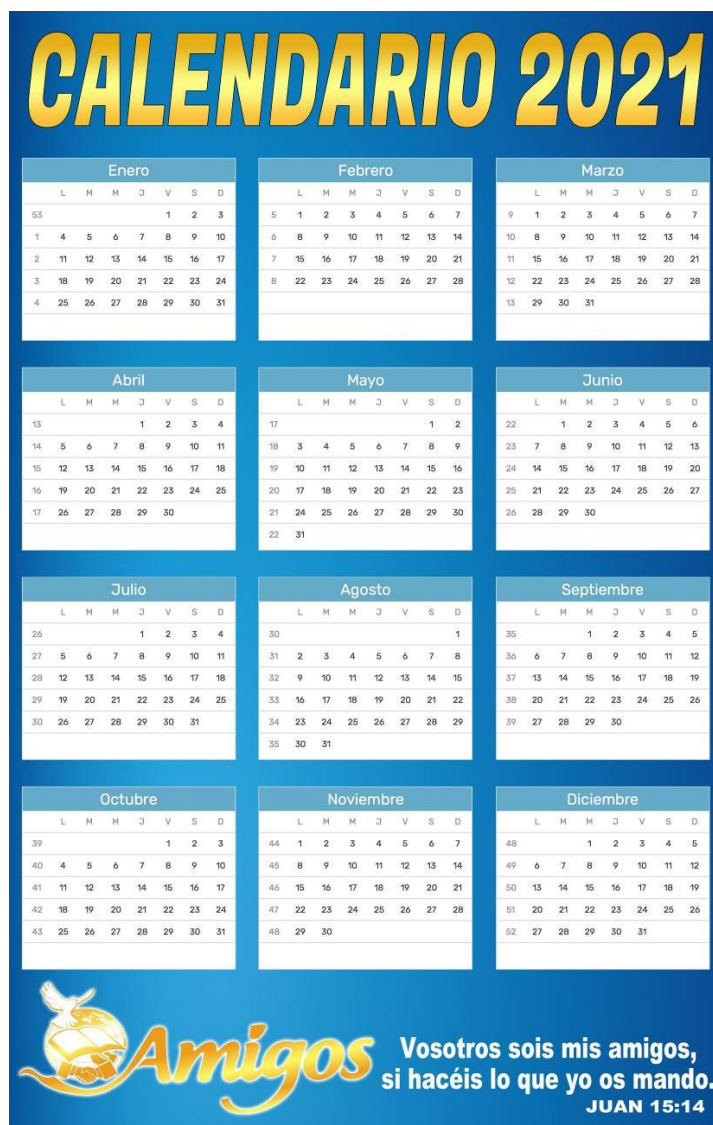 CALENDARIO 2021
Enero
L M M J V S D
53 1 2 3
1 4 5 6 7 8 9 10
2 11 12 13 14 15 16 17
3 18 19 20 21 22 23 24
4 25 26 27 28 29 30 31
Febrero
L M M J V S D
5 1 2 3 4 5 6 7
6 8 9 10 11 12 13 14
7 15 16 17 18 19 20 21
8 22 23 24 25 26 27 28
Marzo
L M M J V S D
9 1 2 3 4 5 6 7
10 8 9 10 11 12 13 14
11 15 16 17 18 19 20 21
12 22 23 24 25 26 27 28
13 29 30 31
Abril
L M M J V S D
13 1 2 3 4
14 5 6 7 8 9 10 11
15 12 13 14 15 16 17 18
16 19 20 21 22 23 24 25
17 26 27 28 29 30
Mayo
L M M J V S D
17 1 2
18 3 4 5 6 7 8 9
19 10 11 12 13 14 15 16
20 17 18 19 20 21 22 23
21 24 25 26 27 28 29 30
22 31
Junio
L M M J V S D
22 1 2 3 4 5 6
23 7 8 9 10 11 12 13
24 14 15 16 17 18 19 20
25 21 22 23 24 25 26 27
26 28 29 30
Julio
L M M J V S D
26 1 2 3 4
27 5 6 7 8 9 10 11
28 12 13 14 15 16 17 18
29 19 20 21 22 23 24 25
30 26 27 28 29 30 31
Agosto
L M M J V S D
30 1
31 2 3 4 5 6 7 8
32 9 10 11 12 13 14 15
33 16 17 18 19 20 21 22
34 23 24 25 26 27 28 29
35 30 31
Septiembre
L M M J V S D
35 1 2 3 4 5
36 6 7 8 9 10 11 12
37 13 14 15 16 17 18 19
38 20 21 22 23 24 25 26
39 27 28 29 30
Octubre
L M M J V S D
39 1 2 3
40 4 5 6 7 8 9 10
41 11 12 13 14 15 16 17
42 18 19 20 21 22 23 24
43 25 26 27 28 29 30 31
Noviembre
L M M J V S D
44 1 2 3 4 5 6 7
45 8 9 10 11 12 13 14
46 15 16 17 18 19 20 21
47 22 23 24 25 26 27 28
48 29 30
Diciembre
L M M J V S D
48 1 2 3 4 5
49 6 7 8 9 10 11 12
50 13 14 15 16 17 18 19
51 20 21 22 23 24 25 26
52 27 28 29 30 31
Amigos
Vosotros sois mis amigos,
si hacéis lo que yo os mando.
JUAN 15:14